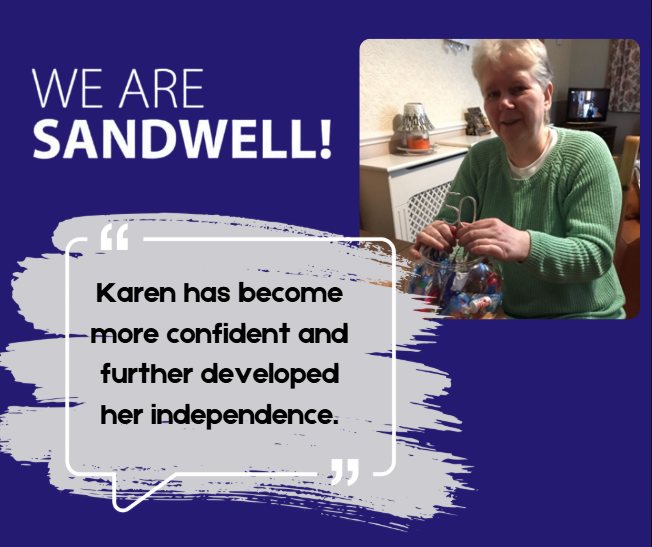 WE ARE
SANDWELL!
“
Karen has become
more confident and
further developed
her independence.
”